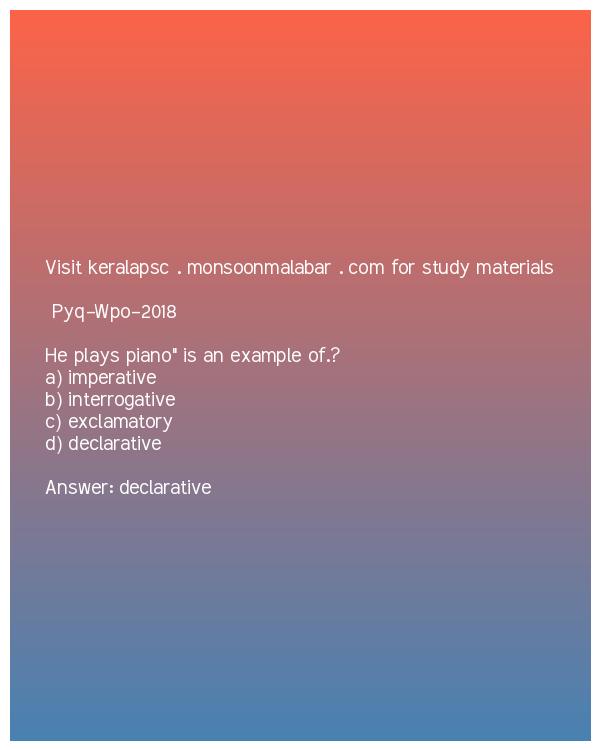 Visit keralapsc . monsoonmalabar . com for study materials
Pyq-Wpo-2018
He plays piano" is an example of.?
a) imperative
b) interrogative
c) exclamatory
d) declarative
Answer: declarative